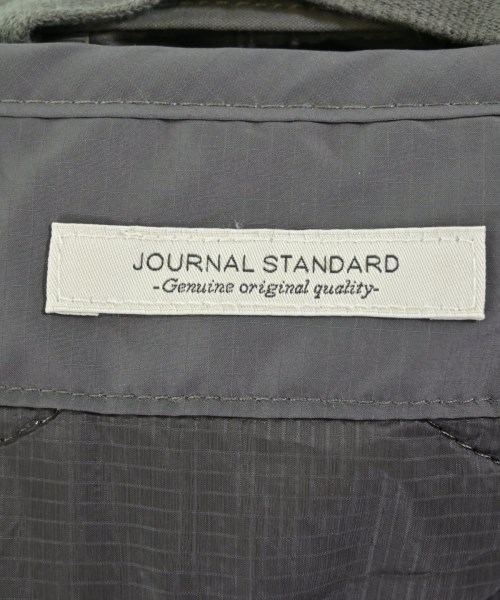 JOURNAL STANDARD
-Genuine original quality-